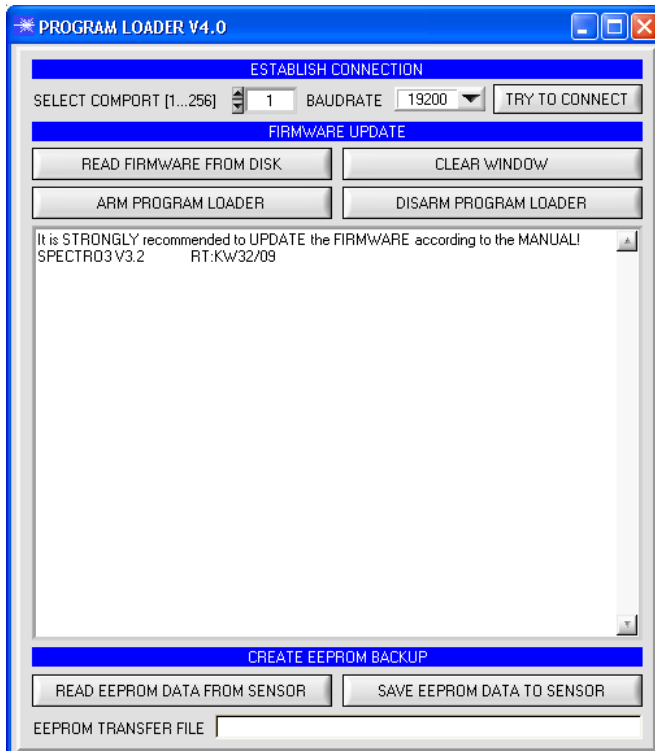 PROGRAM LOADER V4.0
ESTABLISH CONNECTION
SELECT COMPORT [1...256] 1 BAUDRATE 19200 TRY TO CONNECT
FIRMWARE UPDATE
READ FIRMWARE FROM DISK CLEAR WINDOW
ARM PROGRAM LOADER DISARM PROGRAM LOADER
It is STRONGLY recommended to UPDATE the FIRMWARE according to the MANUAL!
SPECTRO3 V3.2 RT:KW32/09
CREATE EEPROM BACKUP
READ EEPROM DATA FROM SENSOR SAVE EEPROM DATA TO SENSOR
EEPROM TRANSFER FILE